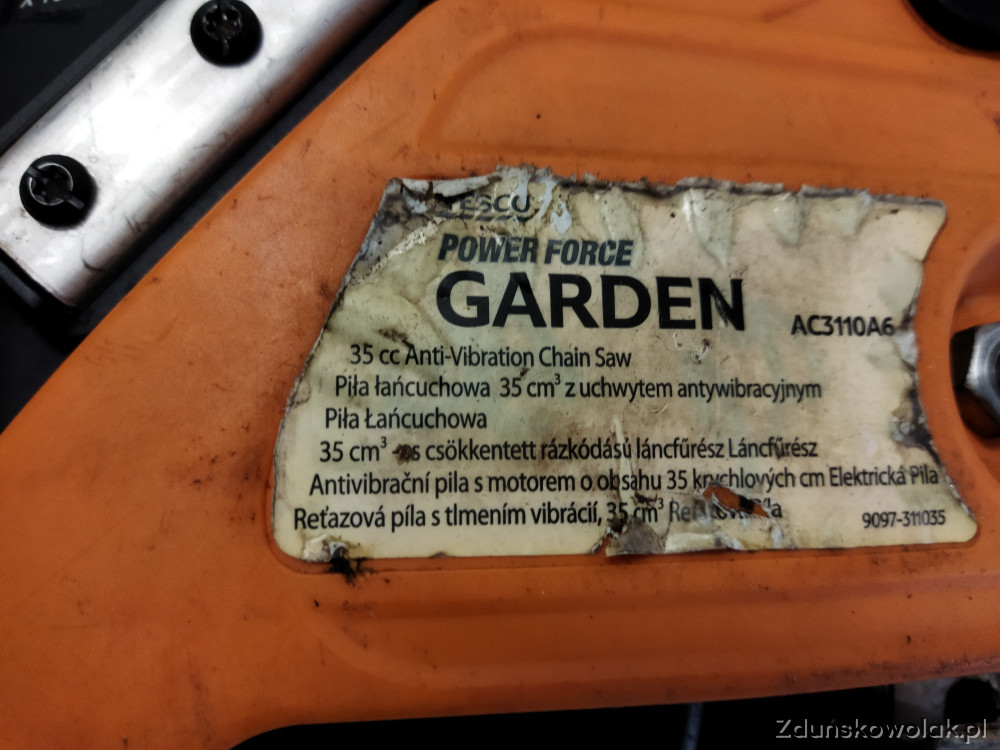 TESCO
POWER FORCE
GARDEN
AC3110A6
35 cc Anti-Vibration Chain Saw
Piła łańcuchowa 35 cm³ z uchwytem antywibracyjnym
Piła Łańcuchowa
35 cm³ -es csökkentett rázkódású láncfűrész Láncfűrész
Antivibrační pila s motorem o obsahu 35 krychlových cm Elektrická Pila
Reťazová píla s tlmením vibrácií, 35 cm³
9097-311035
Zdunskowolak.pl